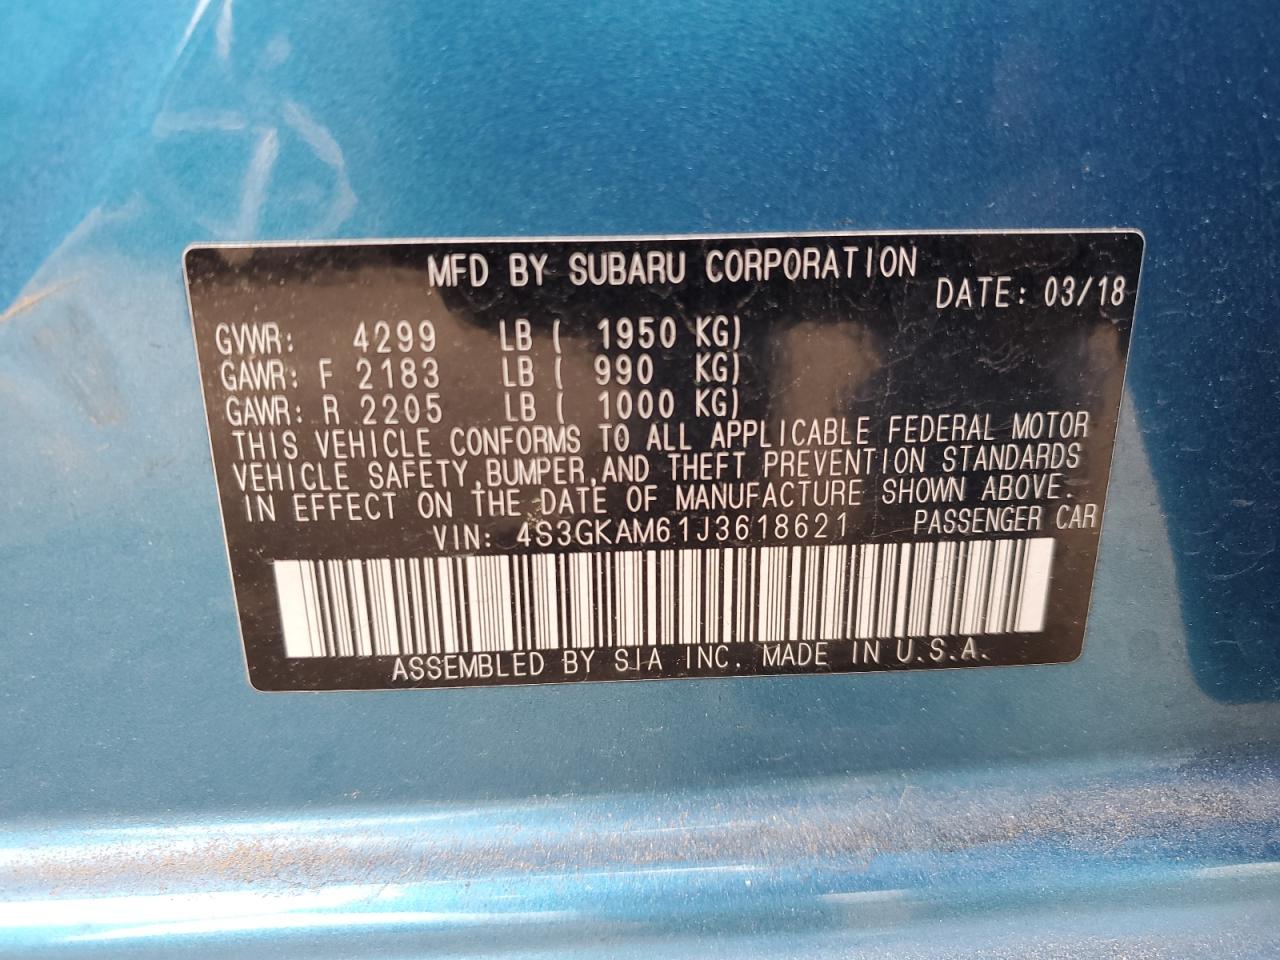 MFD BY SUBARU CORPORATION
DATE: 03/18
GVWR: 4299 LB ( 1950 KG)
GAWR: F 2183 LB ( 990 KG)
GAWR: R 2205 LB ( 1000 KG)
THIS VEHICLE CONFORMS TO ALL APPLICABLE FEDERAL MOTOR
VEHICLE SAFETY,BUMPER,AND THEFT PREVENTION STANDARDS
IN EFFECT ON THE DATE OF MANUFACTURE SHOWN ABOVE.
VIN: 4S3GKAM61J3618621 PASSENGER CAR
ASSEMBLED BY SIA INC. MADE IN U.S.A.